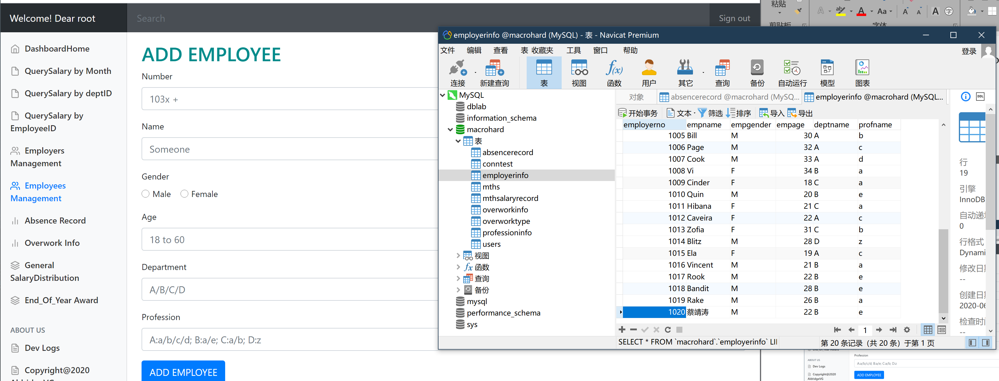 Welcome! Dear root
Search
Sign out
DashboardHome
QuerySalary by Month
QuerySalary by deptID
QuerySalary by
EmployeeID
Employers
Management
Employees
Management
Absence Record
Overwork Info
General
SalaryDistribution
End_Of_Year Award
ABOUT US
Dev Logs
Copyright@2020
AldridgeVG
ADD EMPLOYEE
Number
103x +
Name
Someone
Gender
Male Female
Age
18 to 60
Department
A/B/C/D
Profession
A:a/b/c/d; B:a/e; C:a/b; D:z
ADD EMPLOYEE
粘贴
剪贴板
字体
employerinfo @macrohard (MySQL) - 表 - Navicat Premium
文件 编辑 查看 表 收藏夹 工具 窗口 帮助
登录
连接 新建查询 表 视图 函数 用户 其它 查询 备份 自动运行 模型 图表
MySQL
dblab
information_schema
macrohard
表
absencerecord
conntest
employerinfo
mths
mthsalaryrecord
overworkinfo
overworktype
professioninfo
users
视图
函数
查询
备份
mysql
performance_schema
sys
对象 absencerecord @macrohard (MySQ... employerinfo @macrohard (MySQL...
DDL
开始事务 文本 筛选 排序 导入 导出
employerno empname empgender empage deptname profname
1005 Bill M 30 A b
1006 Page M 32 A c
1007 Cook M 33 A d
1008 Vi F 34 B a
1009 Cinder F 18 C a
1010 Quin M 20 B e
1011 Hibana F 21 C a
1012 Caveira F 22 A c
1013 Zofia F 31 C b
1014 Blitz M 28 D z
1015 Ela F 19 A c
1016 Vincent M 21 B a
1017 Rook M 22 B e
1018 Bandit M 28 B e
1019 Rake M 26 B a
1020 蔡靖涛 M 22 B e
1
SELECT * FROM `macrohard`.`employerinfo` LI
第 20 条记录 (共 20 条) 于第 1 页
行
19
引擎
InnoDB
自动递
0
行格式
Dynami
修改日
--
创建日
2020-0
检查时
--
End_Of_Year Award
ABOUT US
Dev Logs
Copyright@2020
AldridgeVG
Profession
A:a/b/c/d; B:a/e; C:a/b; D:z
ADD EMPLOYEE